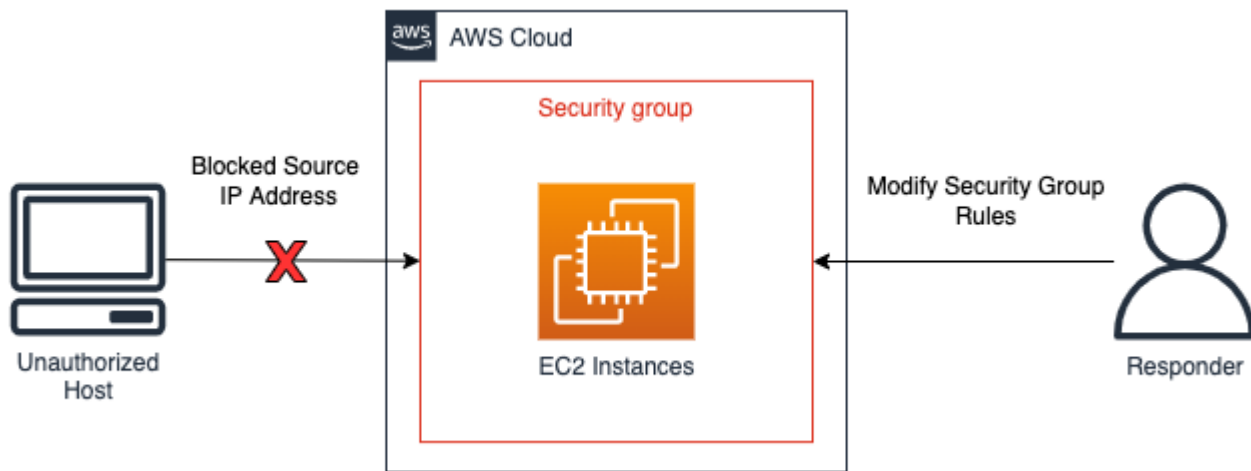 aws
AWS Cloud
Security group
Blocked Source
IP Address
Modify Security Group
Rules
Unauthorized
Host
EC2 Instances
Responder